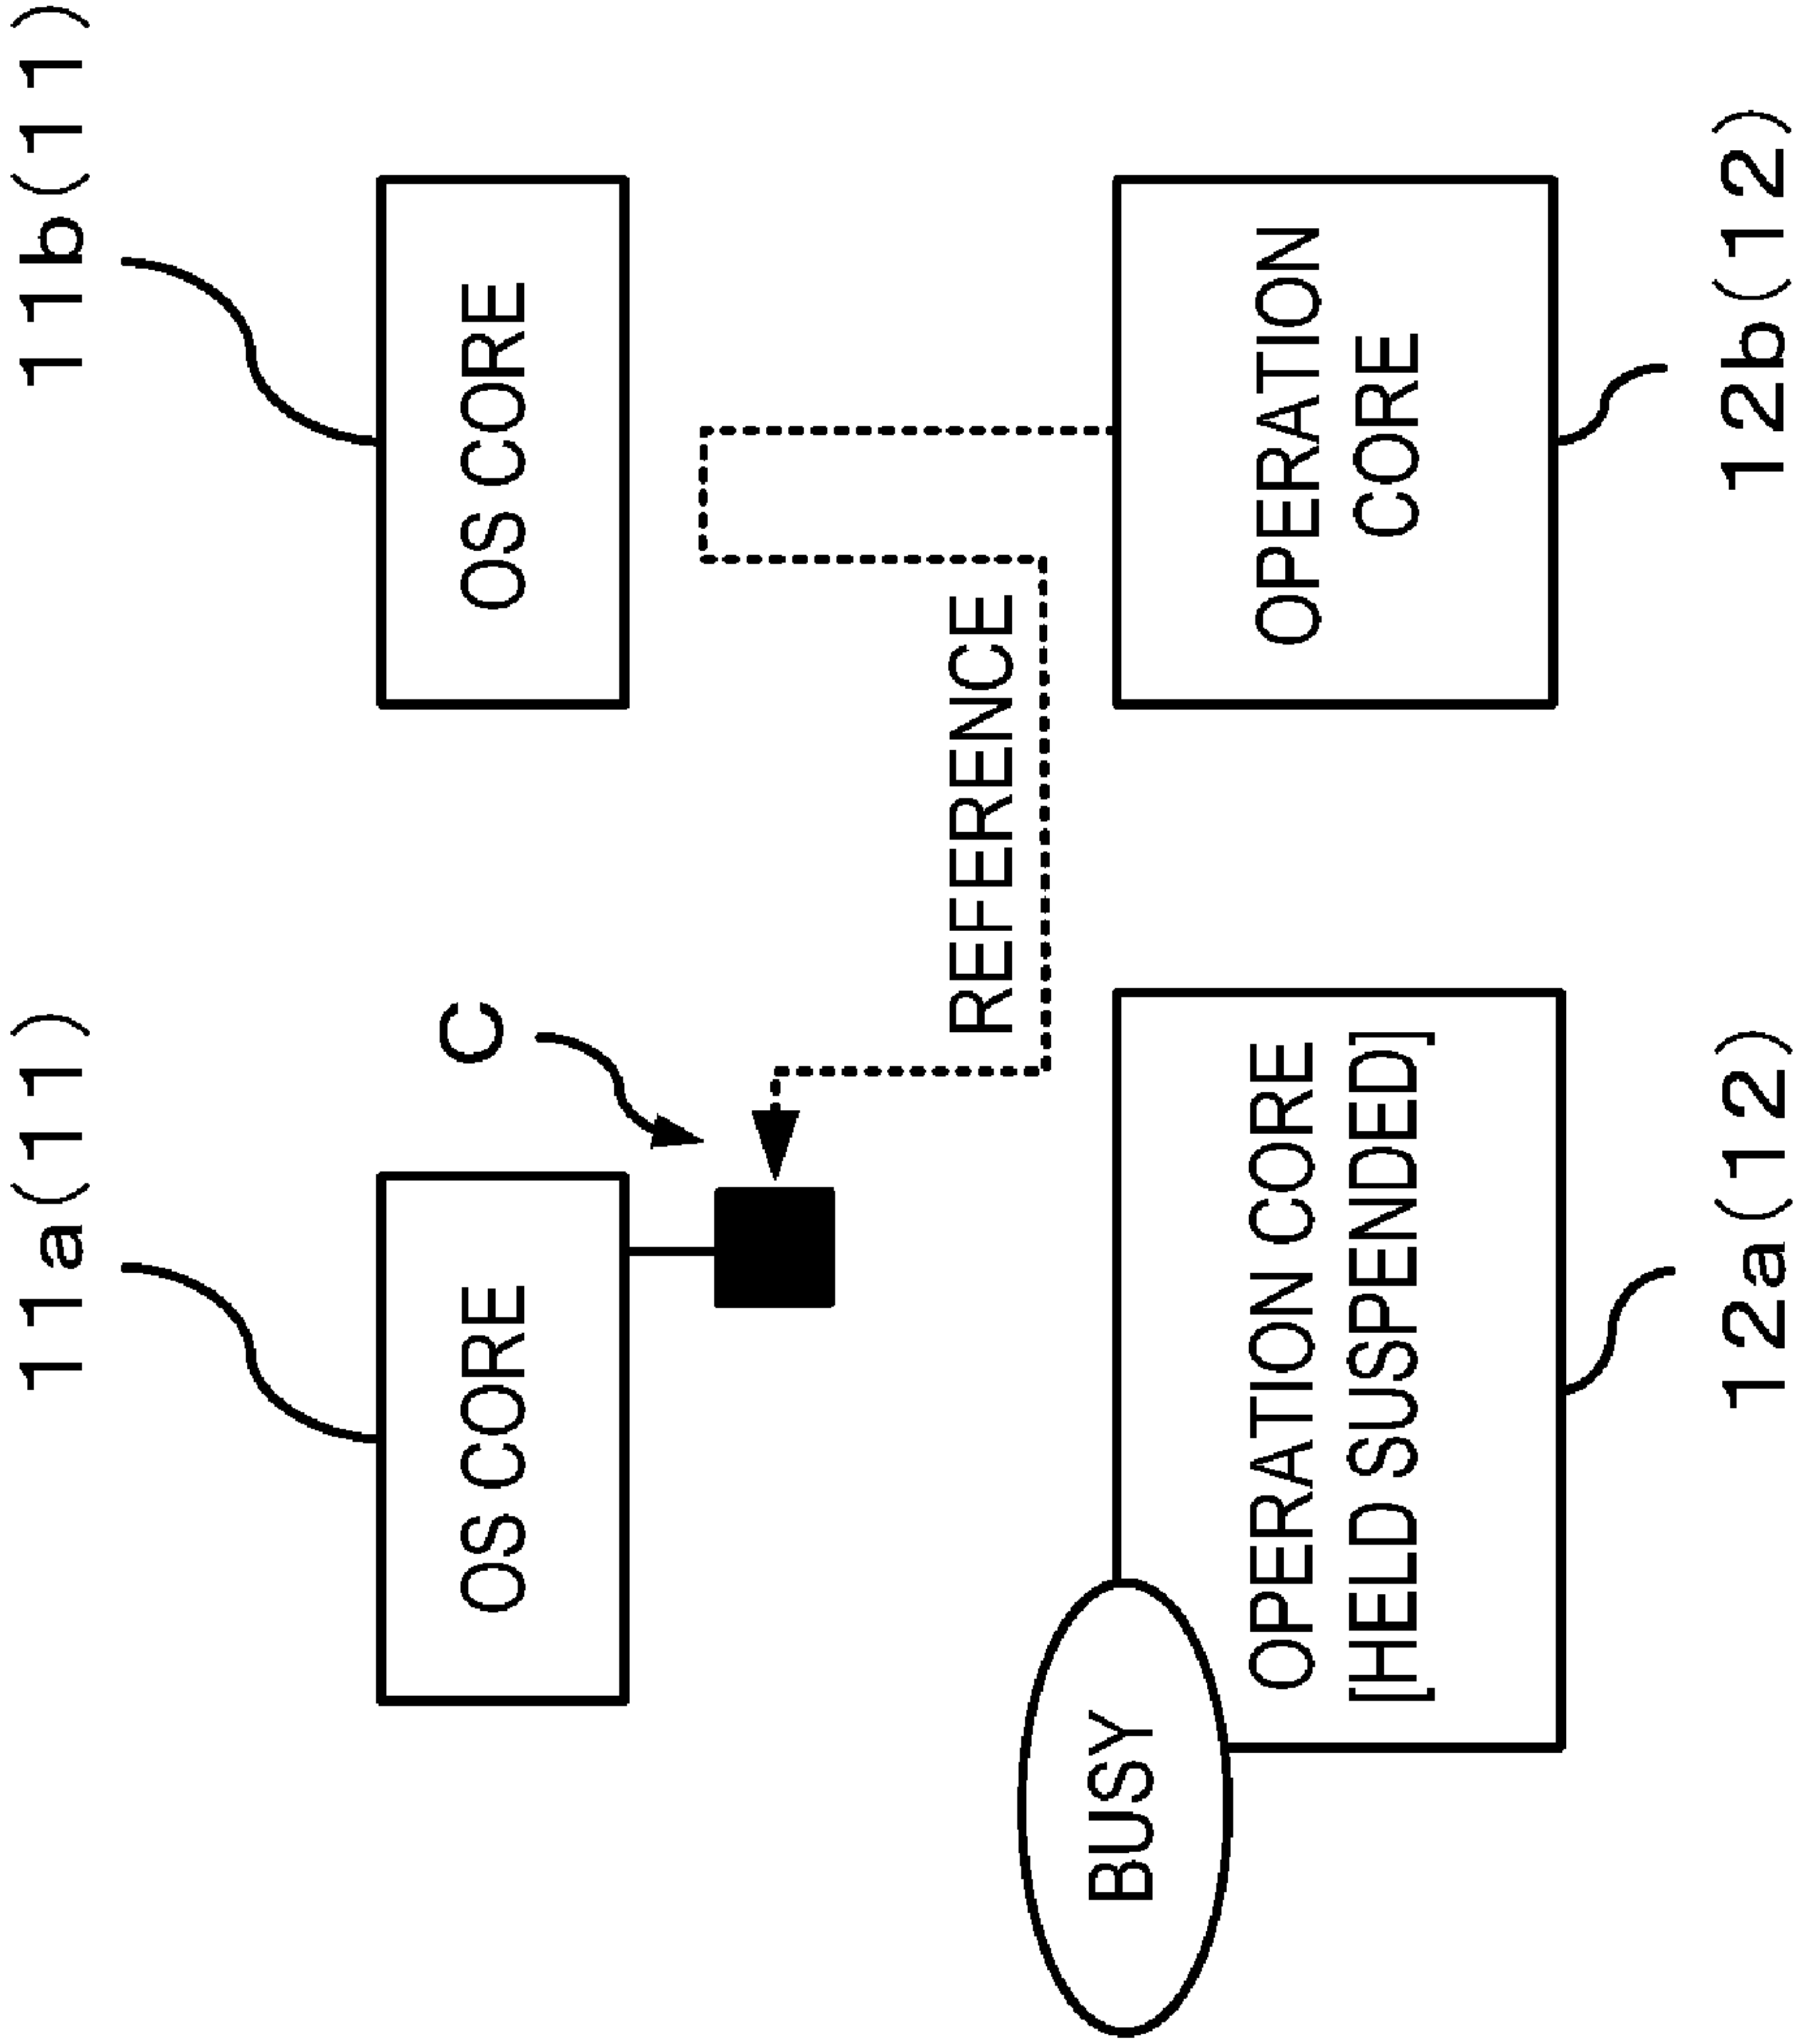 11a(11)
11b(11)
OS CORE
OS CORE
C
REFERENCE
BUSY
OPERATION CORE
[HELD SUSPENDED]
OPERATION
CORE
12a(12)
12b(12)